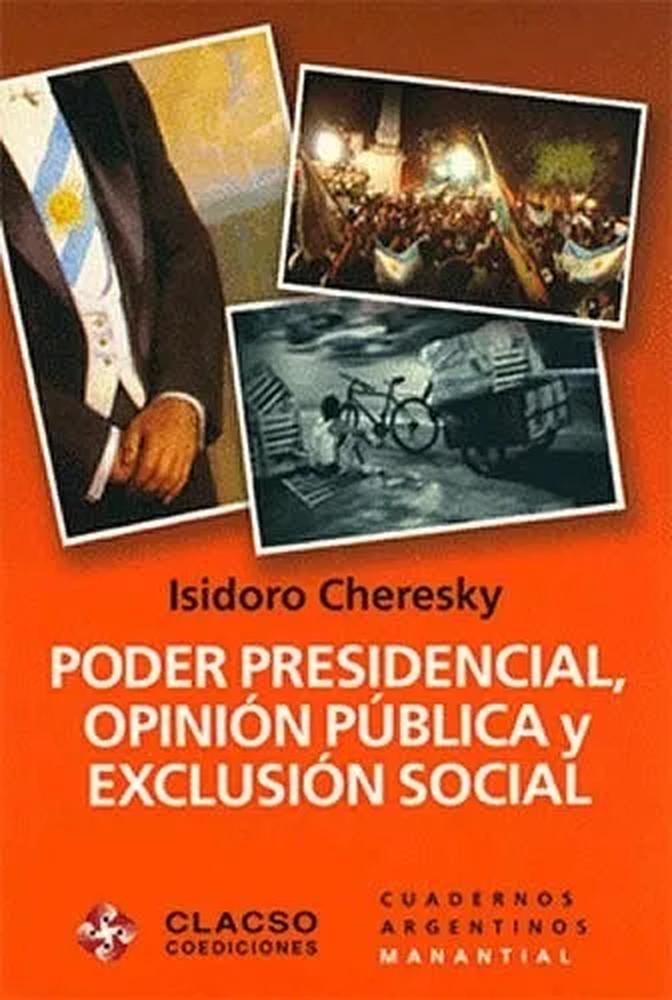 Isidoro Cheresky
PODER PRESIDENCIAL,
OPINIÓN PÚBLICA y
EXCLUSIÓN SOCIAL
CLACSO
COEDICIONES
CUADERNOS
ARGENTINOS
MANANTIAL